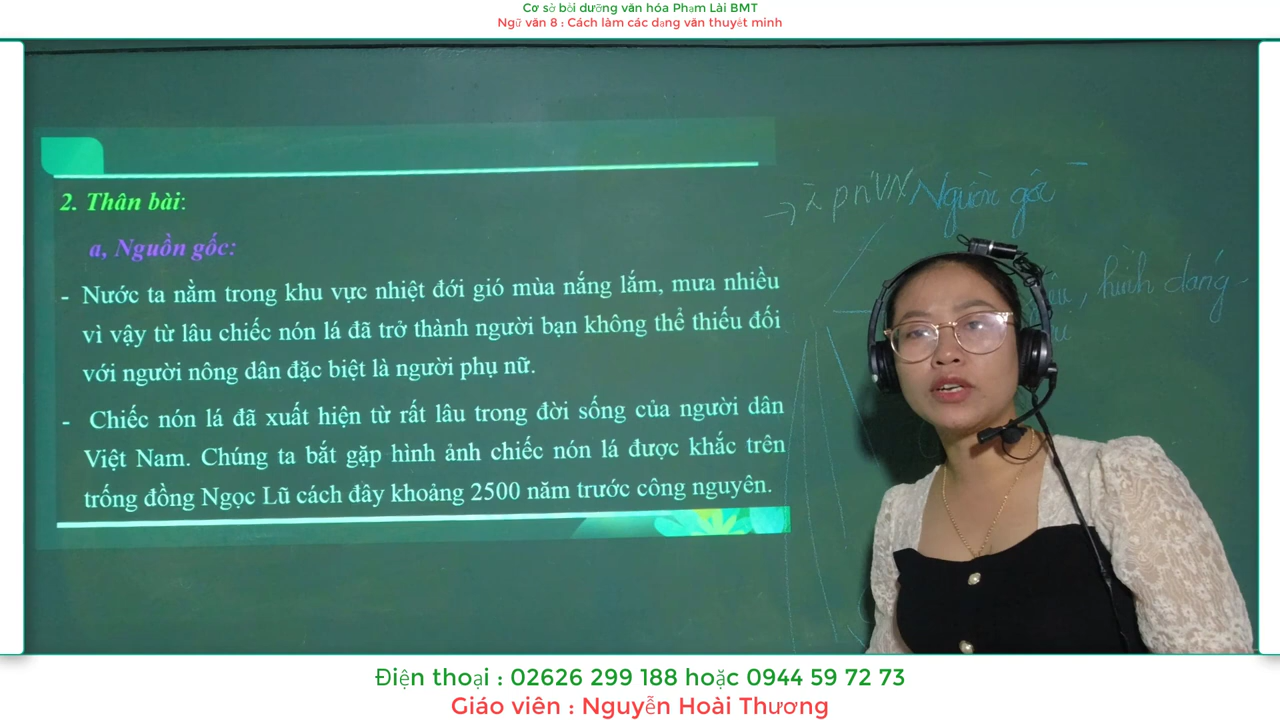 Cơ sở bồi dưỡng văn hóa Phạm Lài BMT
Ngữ văn 8 : Cách làm các dạng văn thuyết minh
2. Thân bài:
a, Nguồn gốc:
- Nước ta nằm trong khu vực nhiệt đới gió mùa nắng lắm, mưa nhiều
vì vậy từ lâu chiếc nón lá đã trở thành người bạn không thể thiếu đối
với người nông dân đặc biệt là người phụ nữ.
- Chiếc nón lá đã xuất hiện từ rất lâu trong đời sống của người dân
Việt Nam. Chúng ta bắt gặp hình ảnh chiếc nón lá được khắc trên
trống đồng Ngọc Lũ cách đây khoảng 2500 năm trước công nguyên.
Nguồn gốc
hình dáng
Điện thoại : 02626 299 188 hoặc 0944 59 72 73
Giáo viên : Nguyễn Hoài Thương